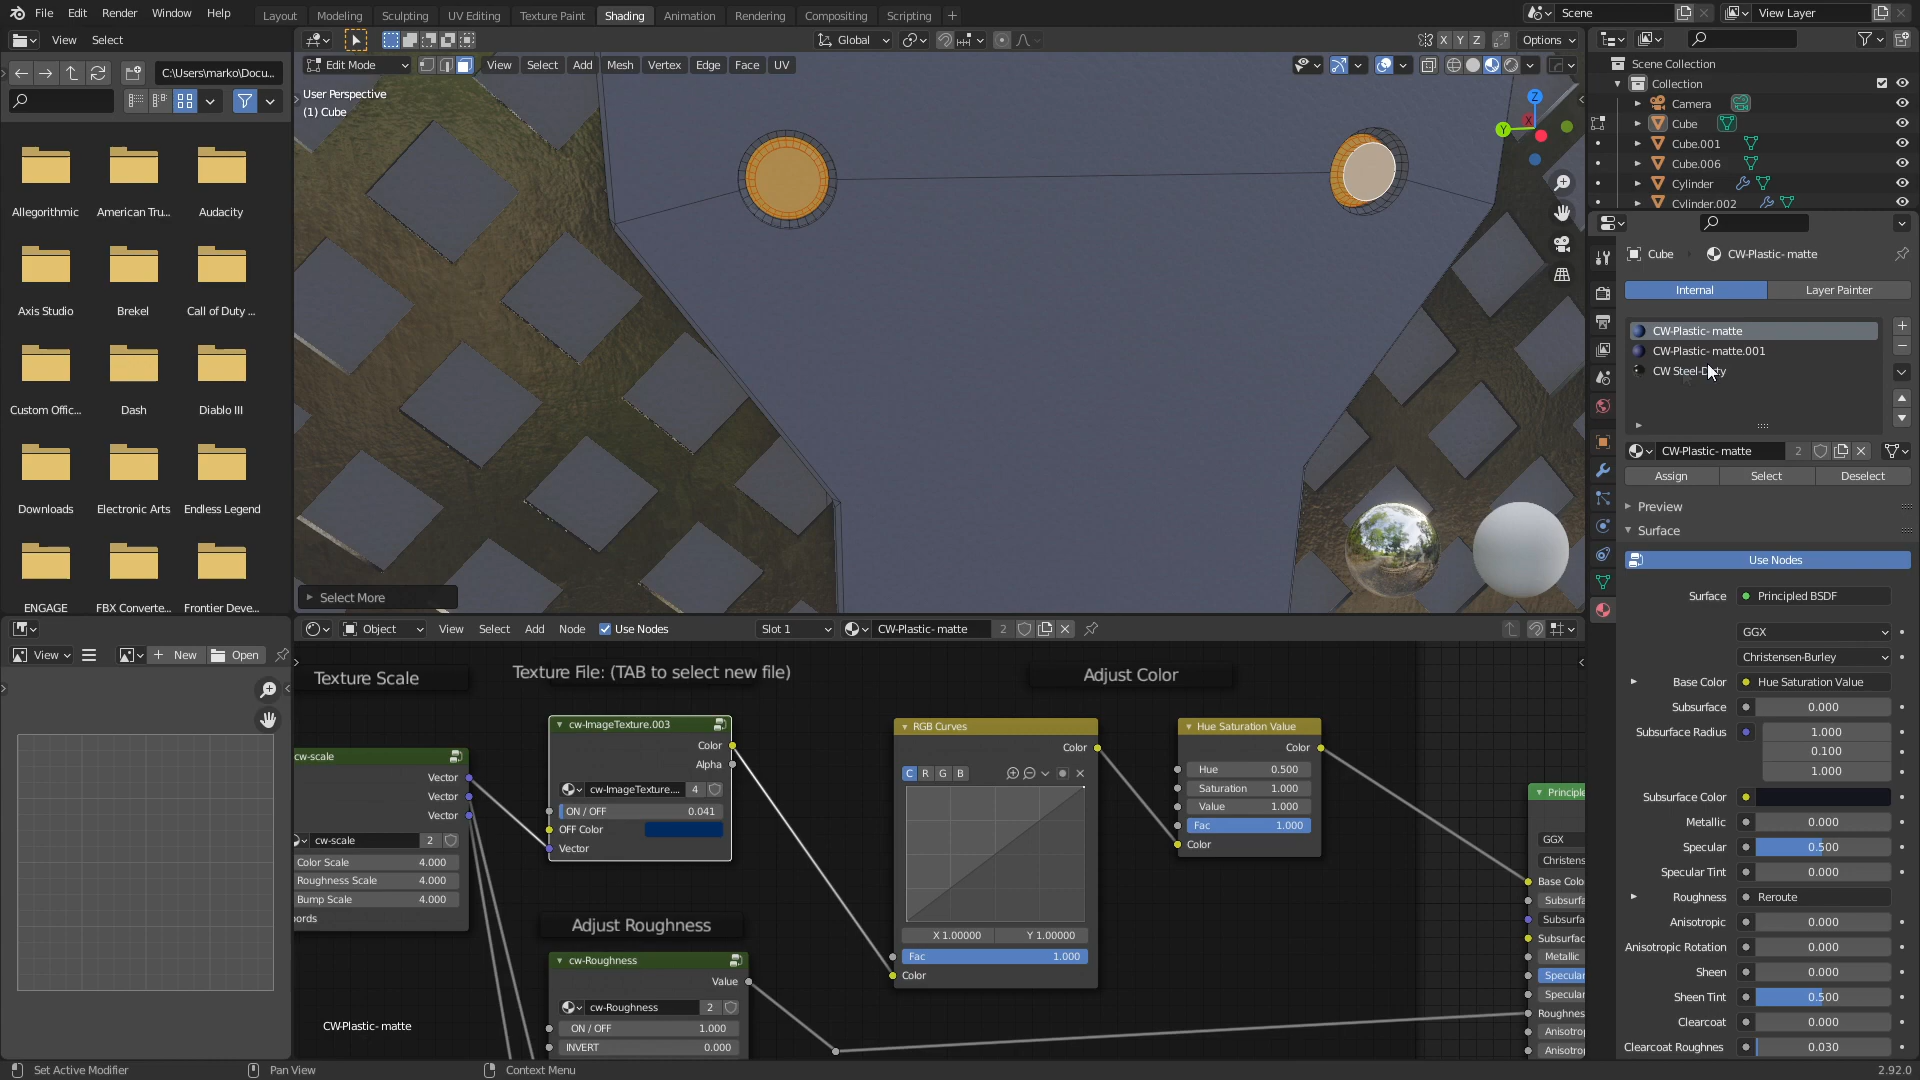 File Edit Render Window Help
Layout Modeling Sculpting UV Editing Texture Paint Shading Animation Rendering Compositing Scripting +
Scene
View Layer
View Select
C:\Users\marko\Docu...
Allegorithmic American Tru... Audacity
Axis Studio Brekel Call of Duty ...
Custom Offic... Dash Diablo III
Downloads Electronic Arts Endless Legend
ENGAGE FBX Converte... Frontier Deve...
Global
X Y Z
Options
Edit Mode View Select Add Mesh Vertex Edge Face UV
User Perspective
(1) Cube
Z
X
Y
Select More
Scene Collection
Collection
Camera
Cube
Cube.001
Cube.006
Cylinder
Cylinder.002
Cube CW-Plastic- matte
Internal Layer Painter
CW-Plastic- matte
CW-Plastic- matte.001
CW Steel-Dirty
CW-Plastic- matte 2
Assign Select Deselect
Preview
Surface
Use Nodes
Surface Principled BSDF
GGX
Christensen-Burley
Base Color Hue Saturation Value
Subsurface 0.000
Subsurface Radius 1.000
0.100
1.000
Subsurface Color
Metallic 0.000
Specular 0.500
Specular Tint 0.000
Roughness Reroute
Anisotropic 0.000
Anisotropic Rotation 0.000
Sheen 0.000
Sheen Tint 0.500
Clearcoat 0.000
Clearcoat Roughnes 0.030
View + New Open
Object View Select Add Node Use Nodes Slot 1 CW-Plastic- matte 2
Texture Scale
Texture File: (TAB to select new file)
Adjust Color
cw-scale
Vector
Vector
Vector
cw-scale 2
Color Scale 4.000
Roughness Scale 4.000
Bump Scale 4.000
oords
cw-ImageTexture.003
Color
Alpha
cw-ImageTexture.... 4
ON / OFF 0.041
OFF Color
Vector
Adjust Roughness
cw-Roughness
Value
cw-Roughness 2
ON / OFF 1.000
INVERT 0.000
RGB Curves
Color
C R G B
X 1.00000 Y 1.00000
Fac 1.000
Color
Hue Saturation Value
Color
Hue 0.500
Saturation 1.000
Value 1.000
Fac 1.000
Color
Principle
GGX
Christens
Base Colo
Subsurfa
Subsurfa
Subsurfac
Metallic
Specular
Specular
Roughnes
Anisotrop
Anisotrop
CW-Plastic- matte
Set Active Modifier Pan View Context Menu 2.92.0